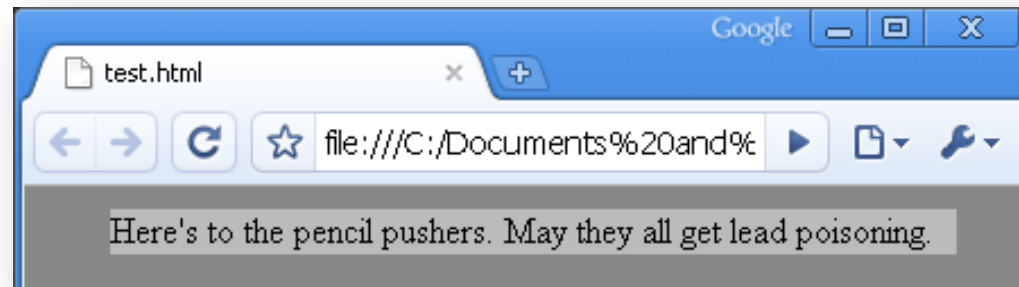 Google
test.html
file:///C:/Documents%20and%
Here's to the pencil pushers. May they all get lead poisoning.